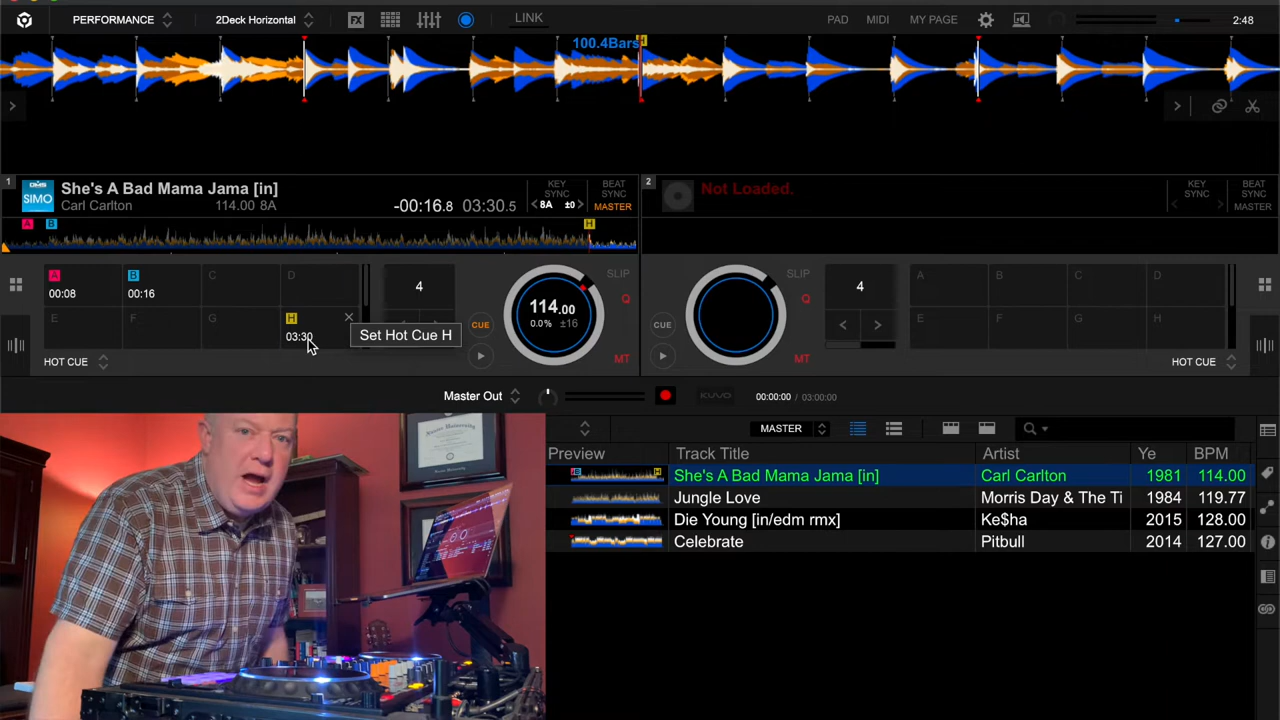 PERFORMANCE 2Deck Horizontal FX LINK PAD MIDI MY PAGE 2:48
100.4Bars H
1 She's A Bad Mama Jama [in]
Carl Carlton 114.00 8A -00:16.8 03:30.5
KEY SYNC 8A ±0
BEAT SYNC MASTER
SIMO
A B H
A 00:08
B 00:16
C
D
E
F
G
H 03:30
Set Hot Cue H
HOT CUE
4
114.00
0.0% ±16
SLIP
Q
MT
CUE
2 Not Loaded.
KEY SYNC
BEAT SYNC MASTER
CUE
SLIP
Q
MT
4
A B C D
E F G H
HOT CUE
Master Out KUVO 00:00:00 / 03:00:00
MASTER
Preview Track Title Artist Ye BPM
She's A Bad Mama Jama [in] Carl Carlton 1981 114.00
Jungle Love Morris Day & The Ti 1984 119.77
Die Young [in/edm rmx] Ke$ha 2015 128.00
Celebrate Pitbull 2014 127.00